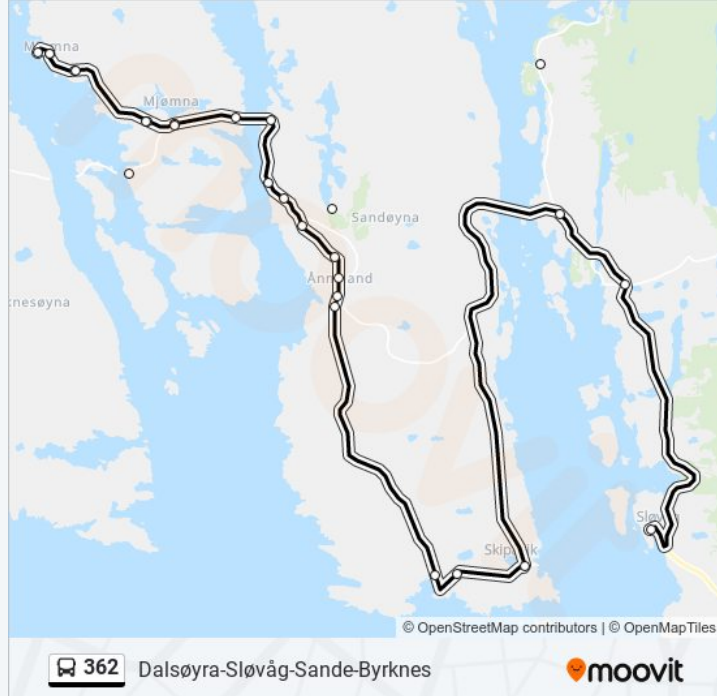 Mjømna
Mjømna
Sandøyna
Ånneland
knesøyna
Skipavik
Sløvåg
© OpenStreetMap contributors | © OpenMapTiles
362 Dalsøyra-Sløvåg-Sande-Byrknes
moovit